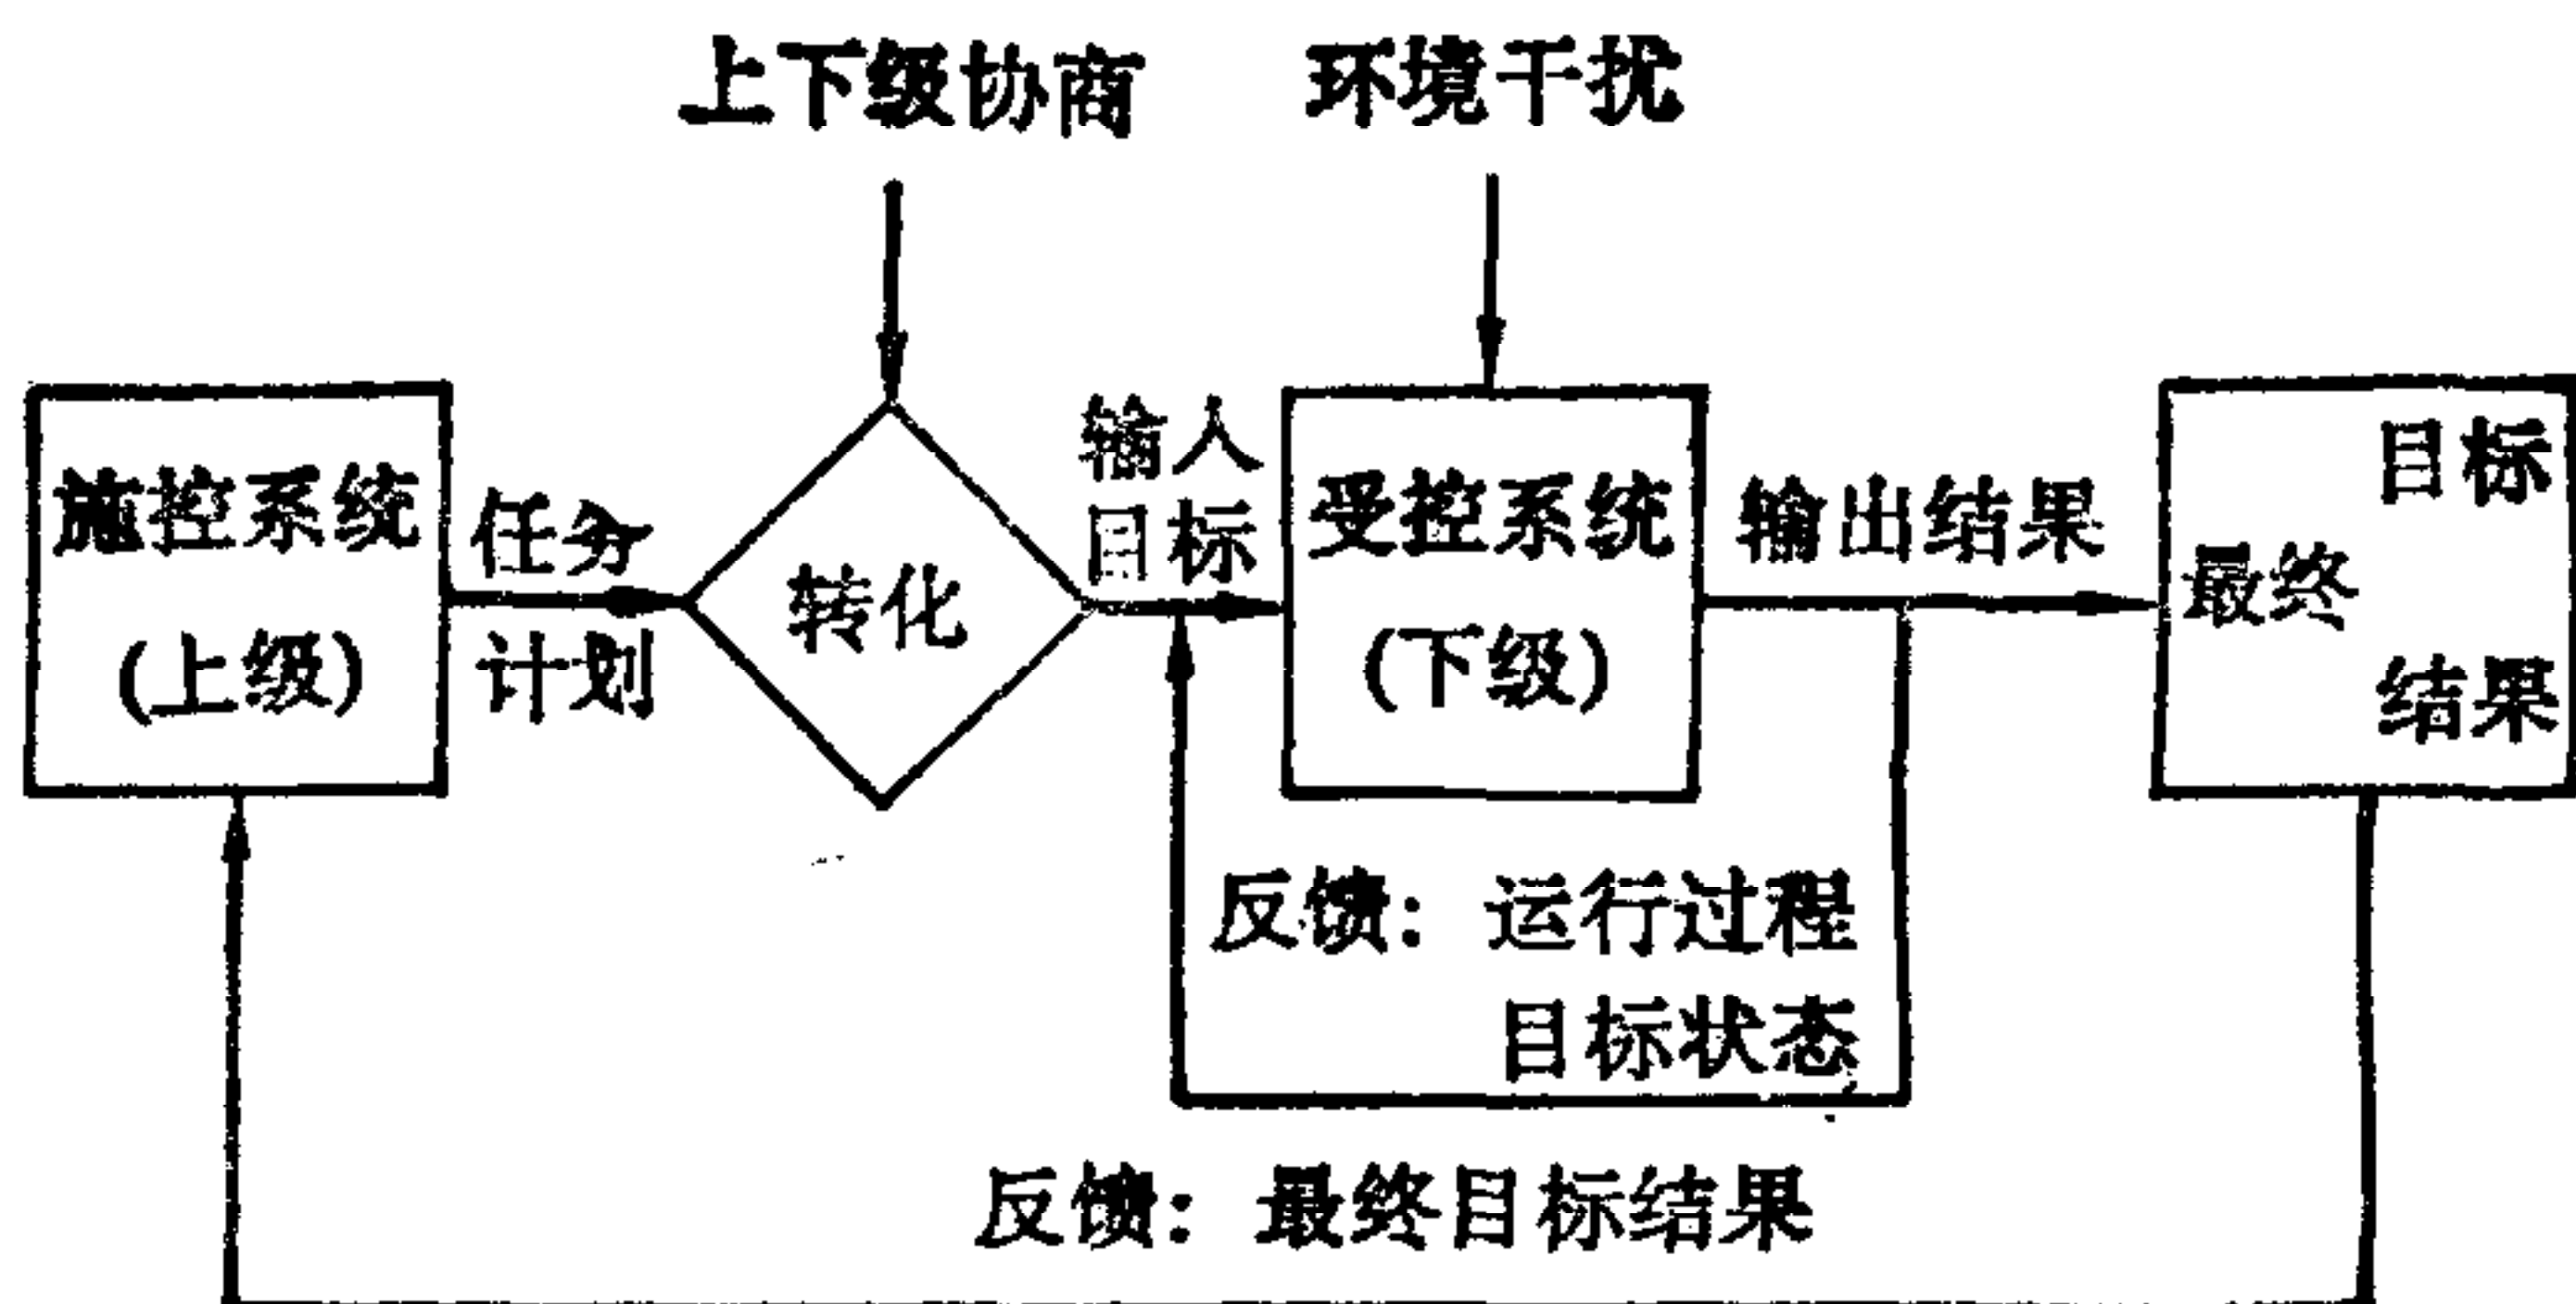 上下级协商
环境干扰
施控系统
(上级)
任务
计划
转化
输入
目标
受控系统
(下级)
输出结果
目标
最终
结果
反馈：运行过程
目标状态
反馈：最终目标结果